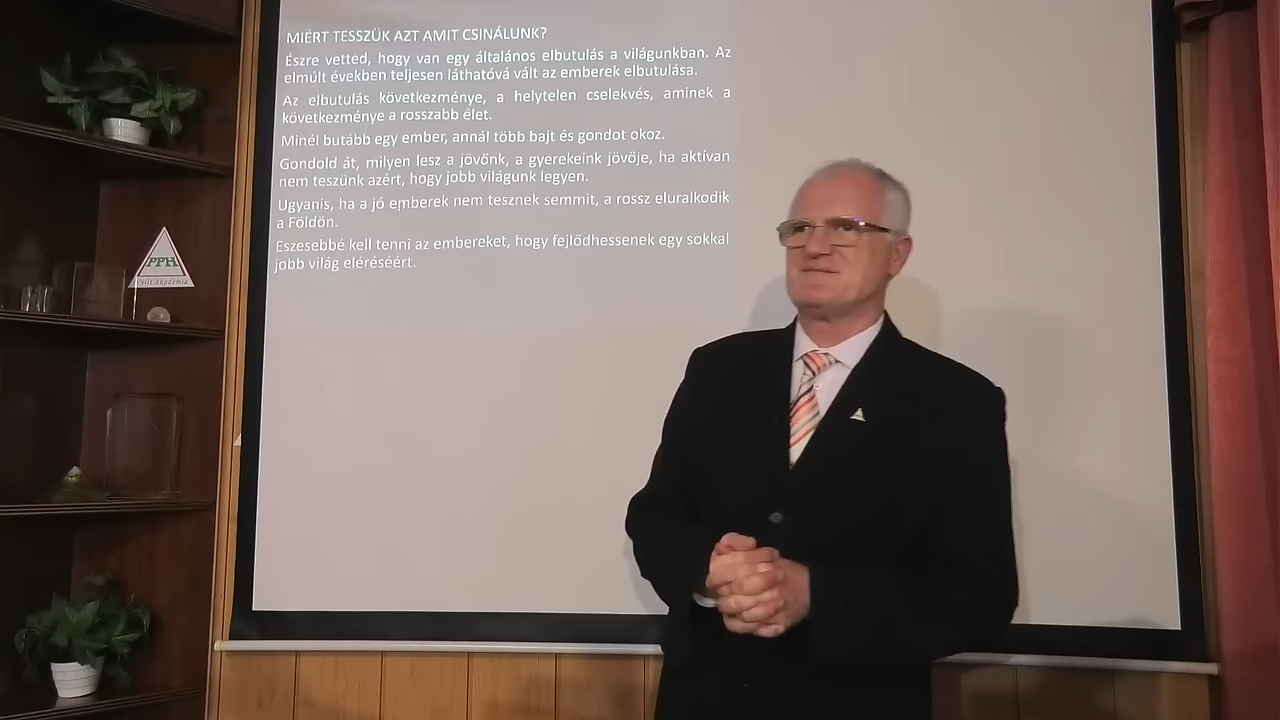 MIÉRT TESSZÜK AZT AMIT CSINÁLUNK?
Észre vetted, hogy van egy általános elbutulás a világunkban. Az
elmúlt években teljesen láthatóvá vált az emberek elbutulása.
Az elbutulás következménye, a helytelen cselekvés, aminek a
következménye a rosszabb élet.
Minél butább egy ember, annál több bajt és gondot okoz.
Gondold át, milyen lesz a jövőnk, a gyerekeink jövője, ha aktívan
nem teszünk azért, hogy jobb világunk legyen.
Ugyanis, ha a jó emberek nem tesznek semmit, a rossz eluralkodik
a Földön.
Eszesebbé kell tenni az embereket, hogy fejlődhessenek egy sokkal
jobb világ eléréséért.
PPH
Nyílt Akadémia